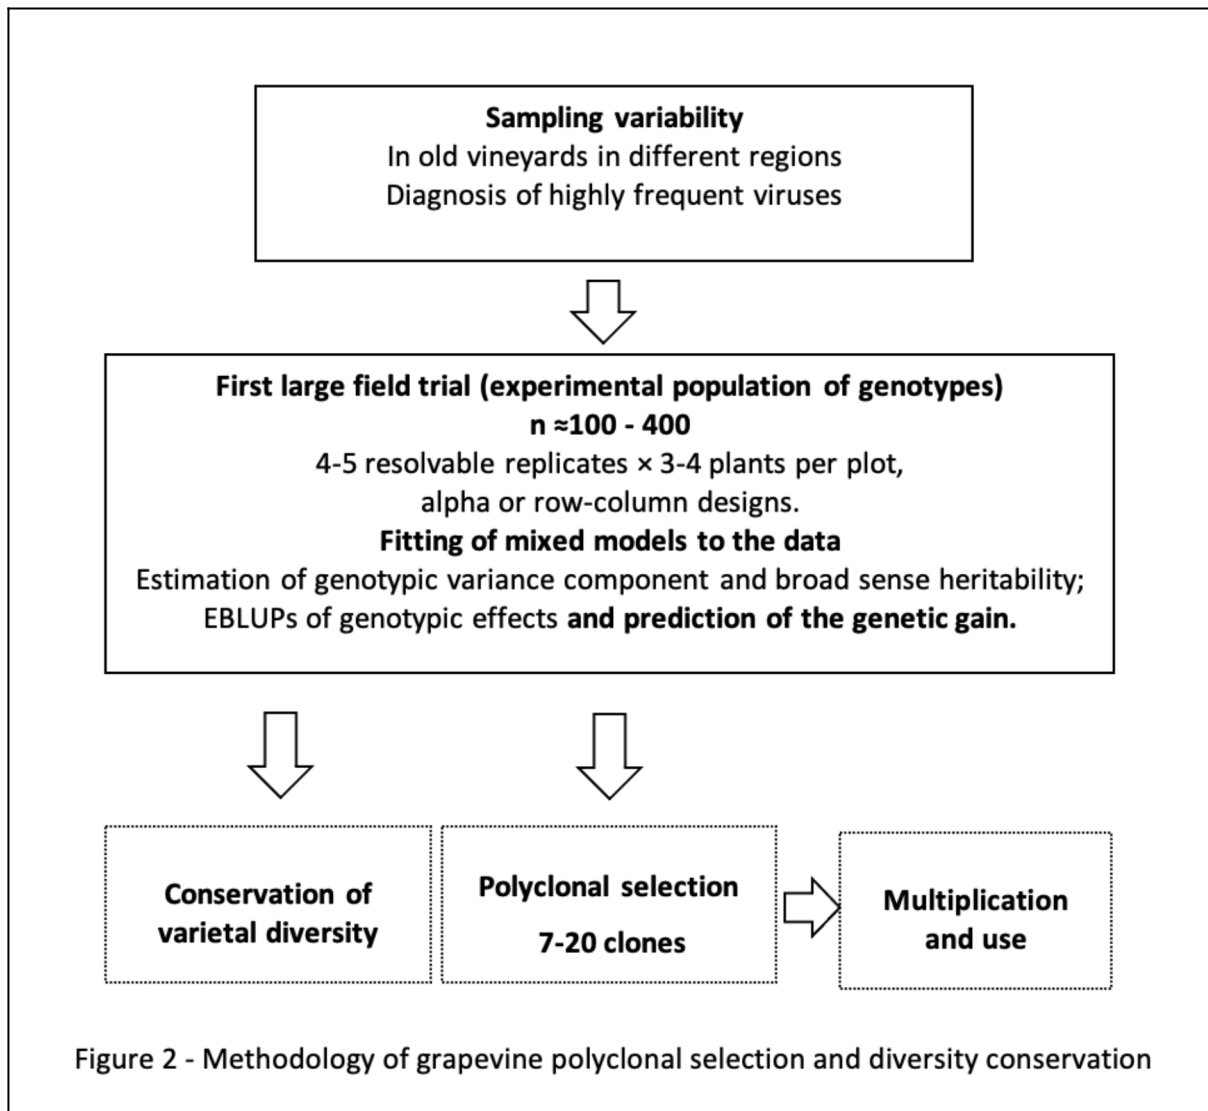 Sampling variability
In old vineyards in different regions
Diagnosis of highly frequent viruses
First large field trial (experimental population of genotypes)
n ≈100 - 400
4-5 resolvable replicates × 3-4 plants per plot,
alpha or row-column designs.
Fitting of mixed models to the data
Estimation of genotypic variance component and broad sense heritability;
EBLUPs of genotypic effects and prediction of the genetic gain.
Conservation of
varietal diversity
Polyclonal selection
7-20 clones
Multiplication
and use
Figure 2 - Methodology of grapevine polyclonal selection and diversity conservation